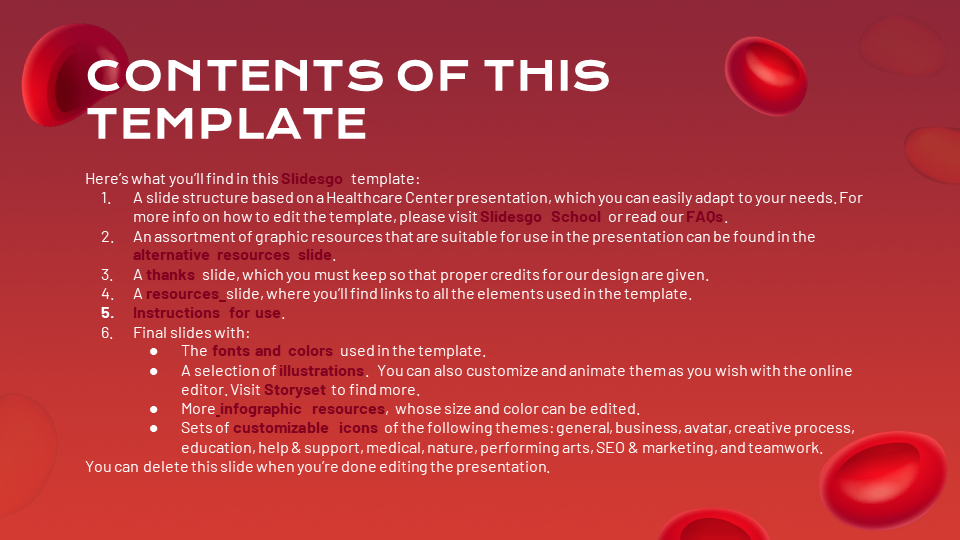 CONTENTS OF THIS
TEMPLATE
Here's what you'll find in this Slidesgo template:
1. A slide structure based on a Healthcare Center presentation, which you can easily adapt to your needs. For
more info on how to edit the template, please visit Slidesgo School or read our FAQs.
2. An assortment of graphic resources that are suitable for use in the presentation can be found in the
alternative resources slide.
3. A thanks slide, which you must keep so that proper credits for our design are given.
4. A resources slide, where you'll find links to all the elements used in the template.
5. Instructions for use.
6. Final slides with:
● The fonts and colors used in the template.
● A selection of illustrations. You can also customize and animate them as you wish with the online
editor. Visit Storyset to find more.
● More infographic resources, whose size and color can be edited.
● Sets of customizable icons of the following themes: general, business, avatar, creative process,
education, help & support, medical, nature, performing arts, SEO & marketing, and teamwork.
You can delete this slide when you're done editing the presentation.